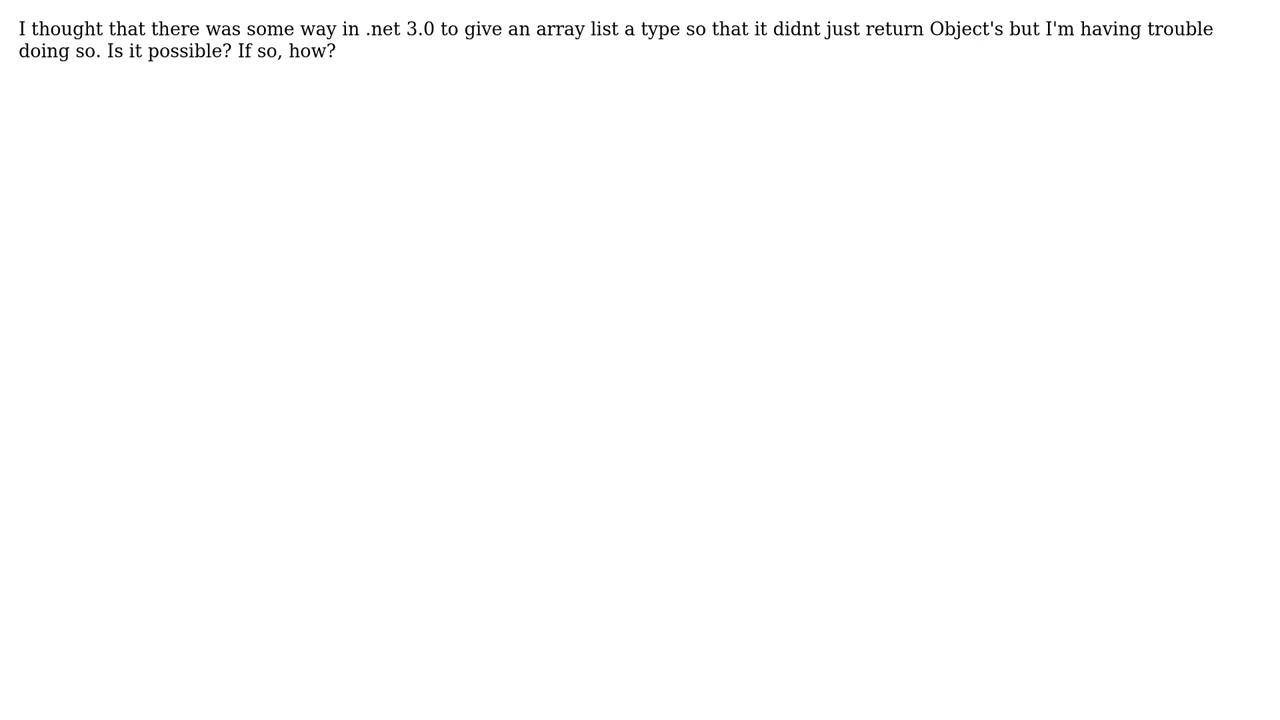 I thought that there was some way in .net 3.0 to give an array list a type so that it didnt just return Object's but I'm having trouble
doing so. Is it possible? If so, how?